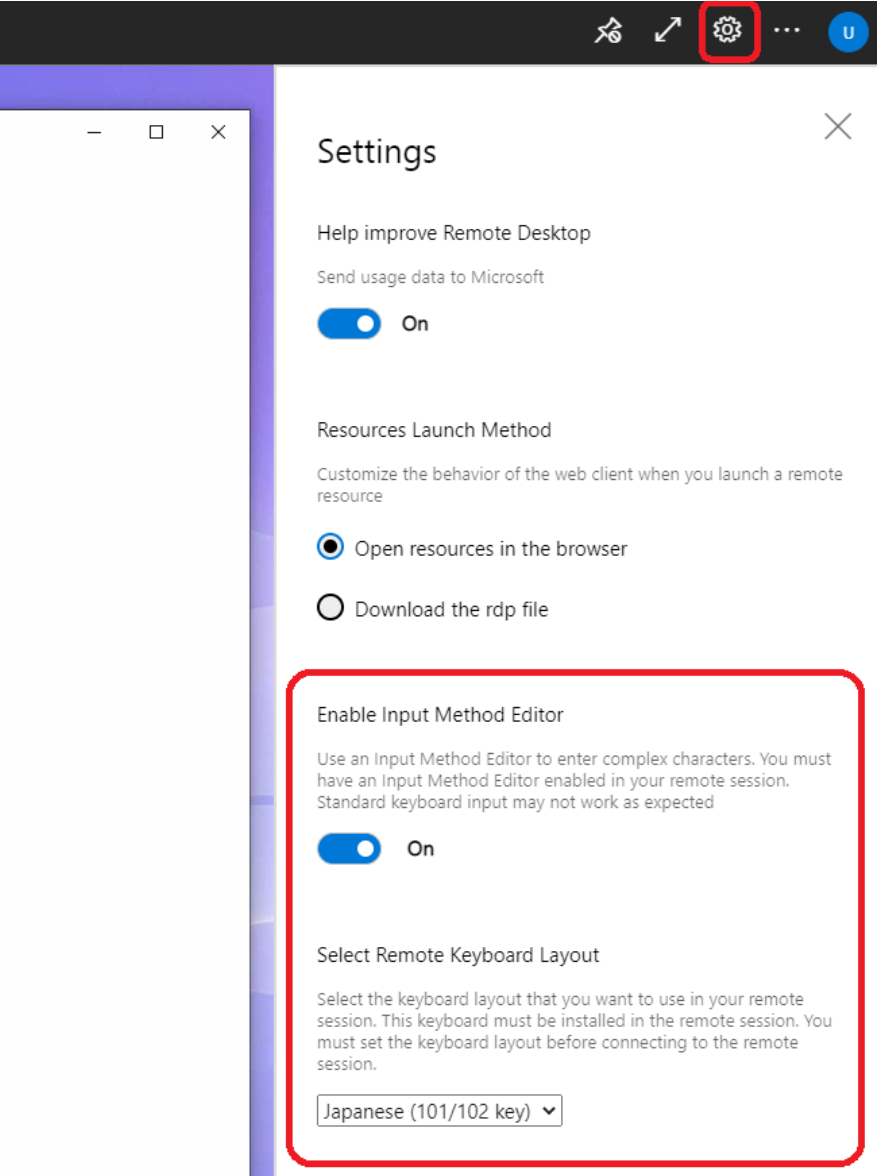 U
Settings
Help improve Remote Desktop
Send usage data to Microsoft
On
Resources Launch Method
Customize the behavior of the web client when you launch a remote
resource
Open resources in the browser
Download the rdp file
Enable Input Method Editor
Use an Input Method Editor to enter complex characters. You must
have an Input Method Editor enabled in your remote session.
Standard keyboard input may not work as expected
On
Select Remote Keyboard Layout
Select the keyboard layout that you want to use in your remote
session. This keyboard must be installed in the remote session. You
must set the keyboard layout before connecting to the remote
session.
Japanese (101/102 key)